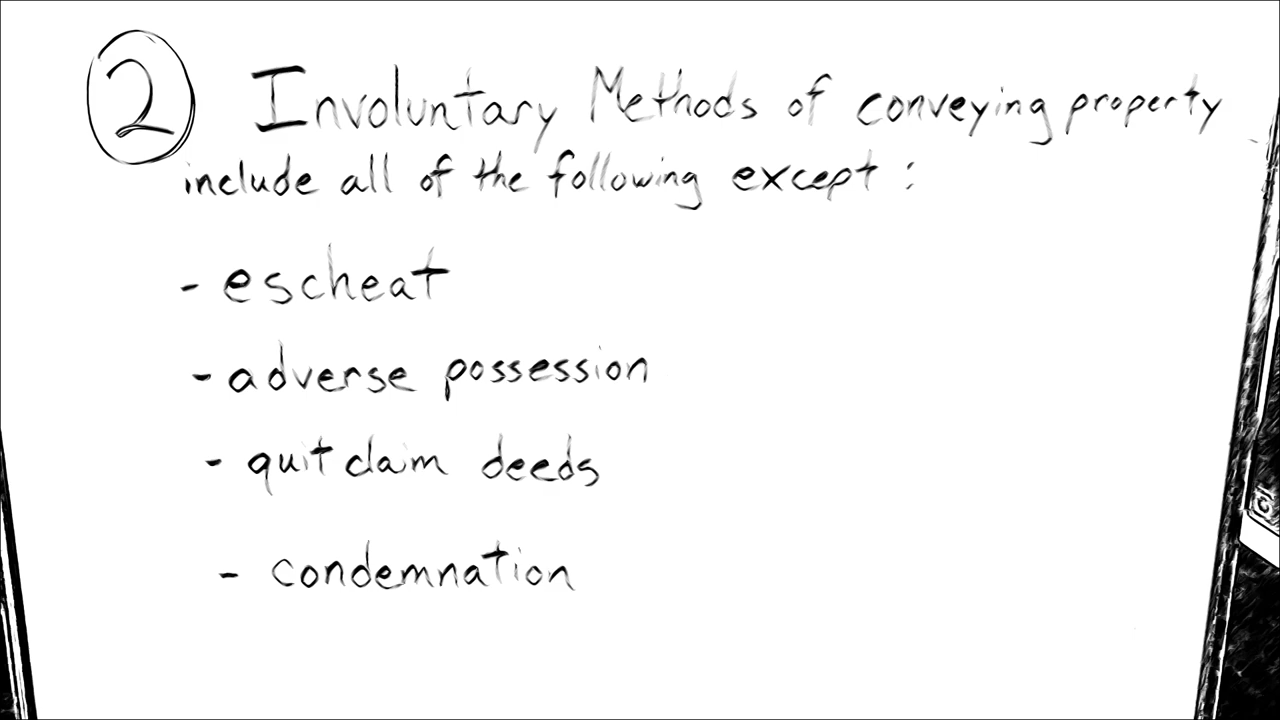 2 Involuntary Methods of conveying property
include all of the following except :
- escheat
- adverse possession
- quitclaim deeds
- condemnation